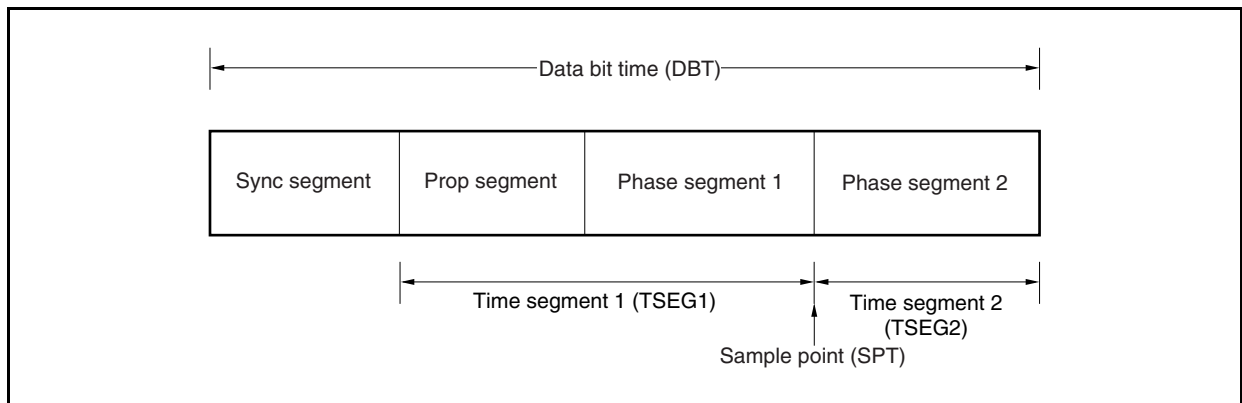 Data bit time (DBT)
Sync segment
Prop segment
Phase segment 1
Phase segment 2
Time segment 1 (TSEG1)
Time segment 2
(TSEG2)
Sample point (SPT)